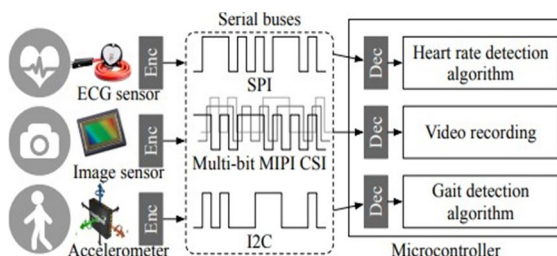 Serial buses
ECG sensor
Enc
SPI
Dec
Heart rate detection
algorithm
Image sensor
Enc
Multi-bit MIPI CSI
Dec
Video recording
Accelerometer
Enc
I2C
Dec
Gait detection
algorithm
Microcontroller